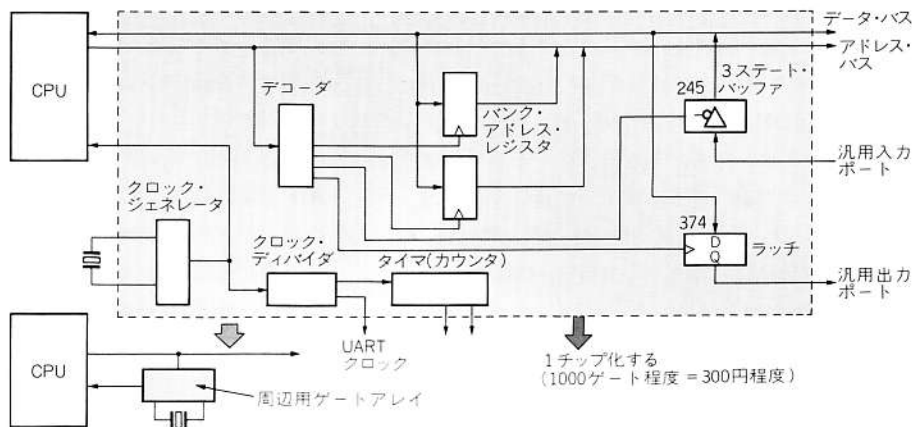 データ・バス
アドレス・
バス
CPU
デコーダ
3ステート・
245 バッファ
バンク・
アドレス・
レジスタ
汎用入力
ポート
クロック・
ジェネレータ
374
D
Q
ラッチ
クロック・
ディバイダ
タイマ(カウンタ)
汎用出力
ポート
UART
クロック
1チップ化する
(1000ゲート程度=300円程度)
CPU
周辺用ゲートアレイ